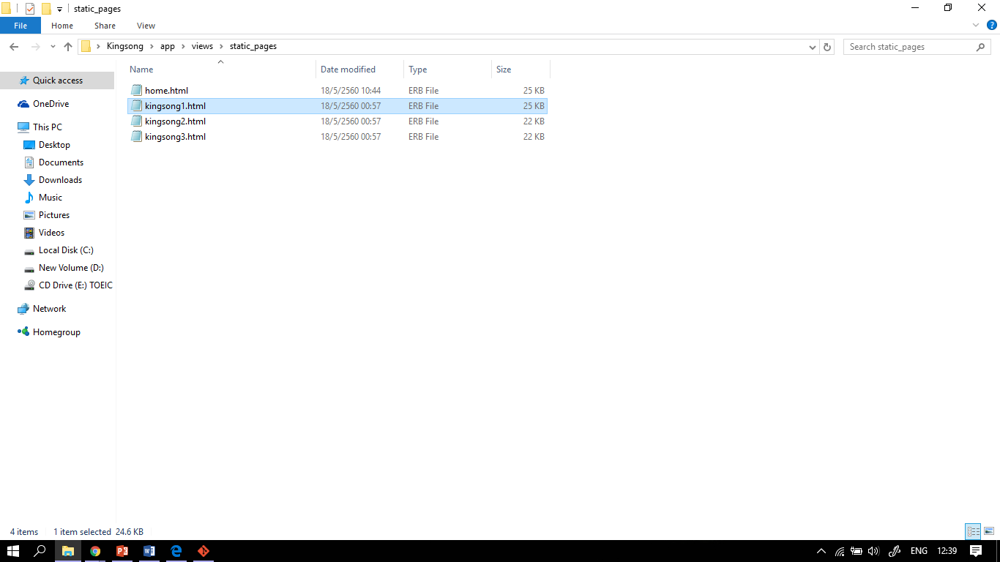 static_pages
File Home Share View
Kingsong app views static_pages Search static_pages
Name Date modified Type Size
home.html 18/5/2560 10:44 ERB File 25 KB
kingsong1.html 18/5/2560 00:57 ERB File 25 KB
kingsong2.html 18/5/2560 00:57 ERB File 22 KB
kingsong3.html 18/5/2560 00:57 ERB File 22 KB
Quick access
OneDrive
This PC
Desktop
Documents
Downloads
Music
Pictures
Videos
Local Disk (C:)
New Volume (D:)
CD Drive (E:) TOEIC
Network
Homegroup
4 items 1 item selected 24.6 KB
ENG 12:39